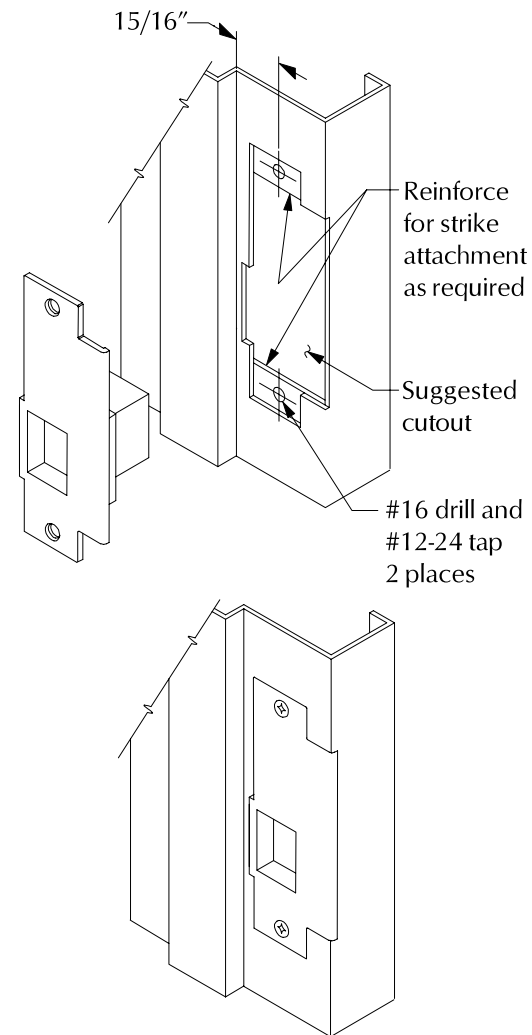 15/16″
Reinforce
for strike
attachment
as required
Suggested
cutout
#16 drill and
#12-24 tap
2 places